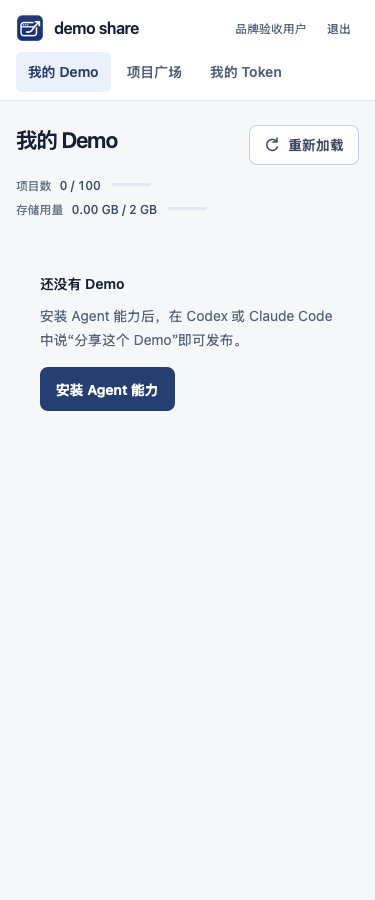 demo share
品牌验收用户
退出
我的 Demo
项目广场
我的 Token
我的 Demo
重新加载
项目数 0 / 100
存储用量 0.00 GB / 2 GB
还没有 Demo
安装 Agent 能力后，在 Codex 或 Claude Code
中说“分享这个 Demo”即可发布。
安装 Agent 能力